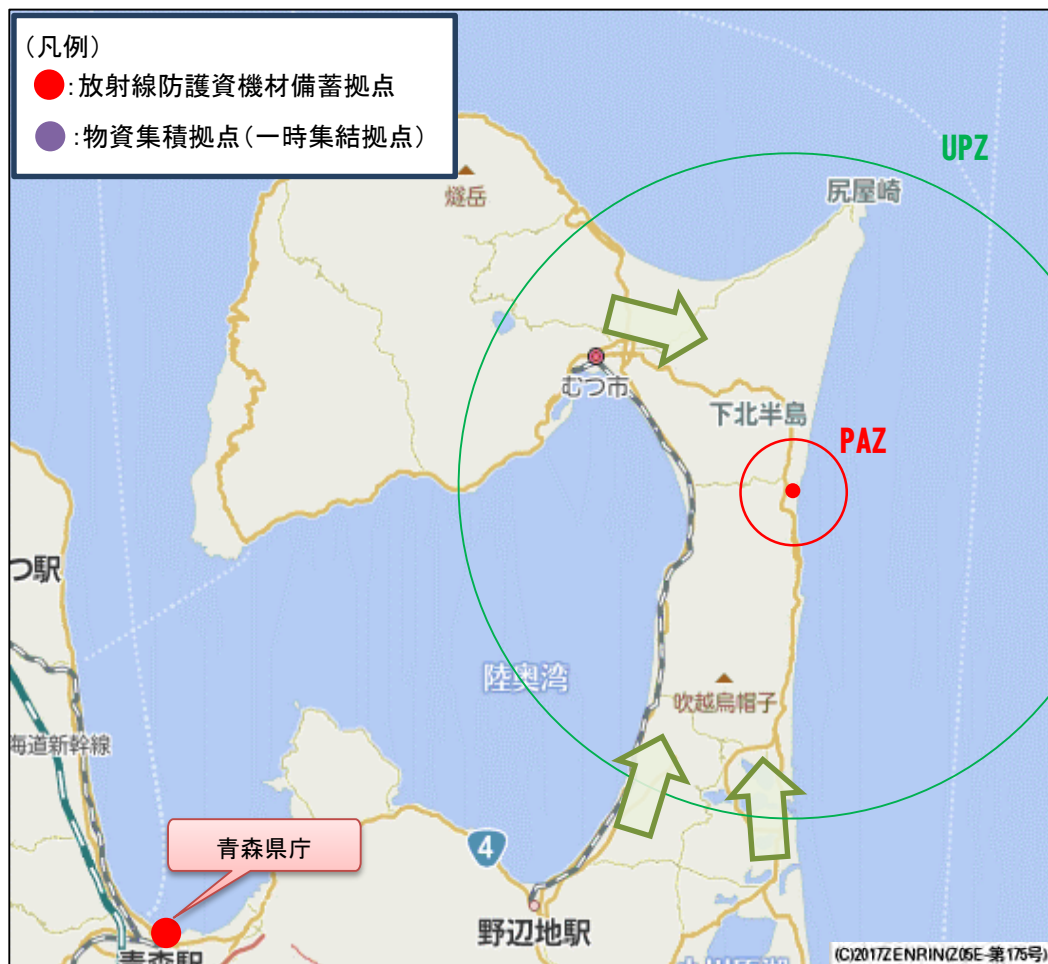 (凡例)
:放射線防護資機材備蓄拠点
:物資集積拠点(一時集結拠点)
UPZ
尻屋崎
燧岳
むつ市
下北半島
PAZ
つ駅
陸奥湾
吹越烏帽子
海道新幹線
青森県庁
4
野辺地駅
青森駅
(C)2017ZENRIN(Z05E-第175号)